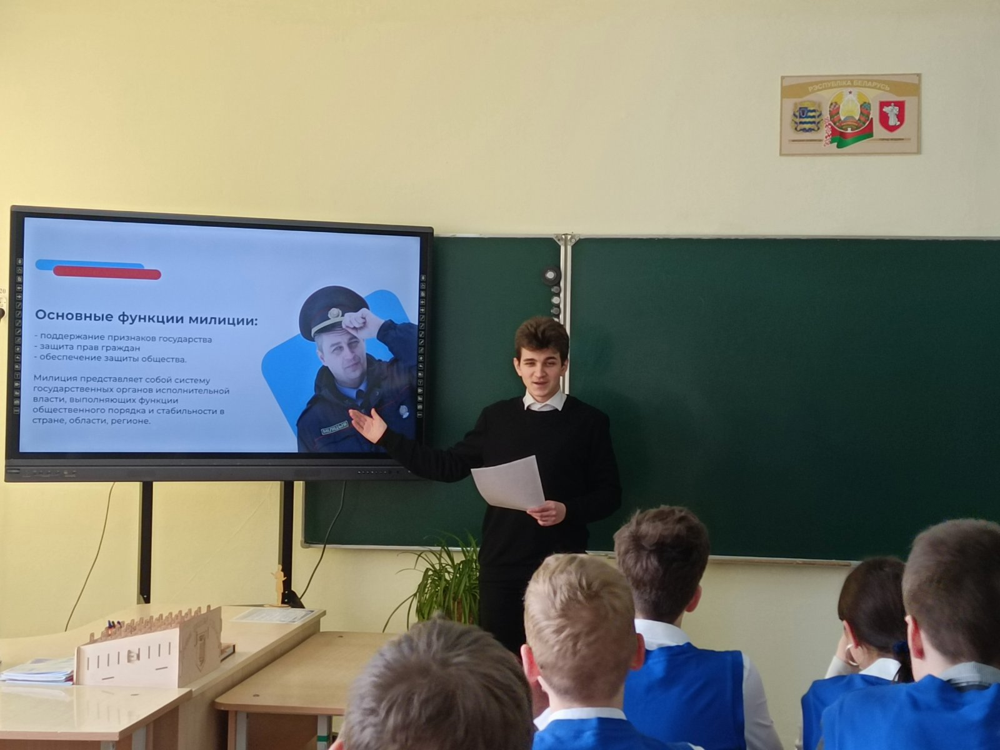 РЭСПУБЛІКА БЕЛАРУСЬ
Основные функции милиции:
- поддержание признаков государства
- защита прав граждан
- обеспечение защиты общества.
Милиция представляет собой систему
государственных органов исполнительной
власти, выполняющих функции
общественного порядка и стабильности в
стране, области, регионе.
МІЛІЦЫЯ
20